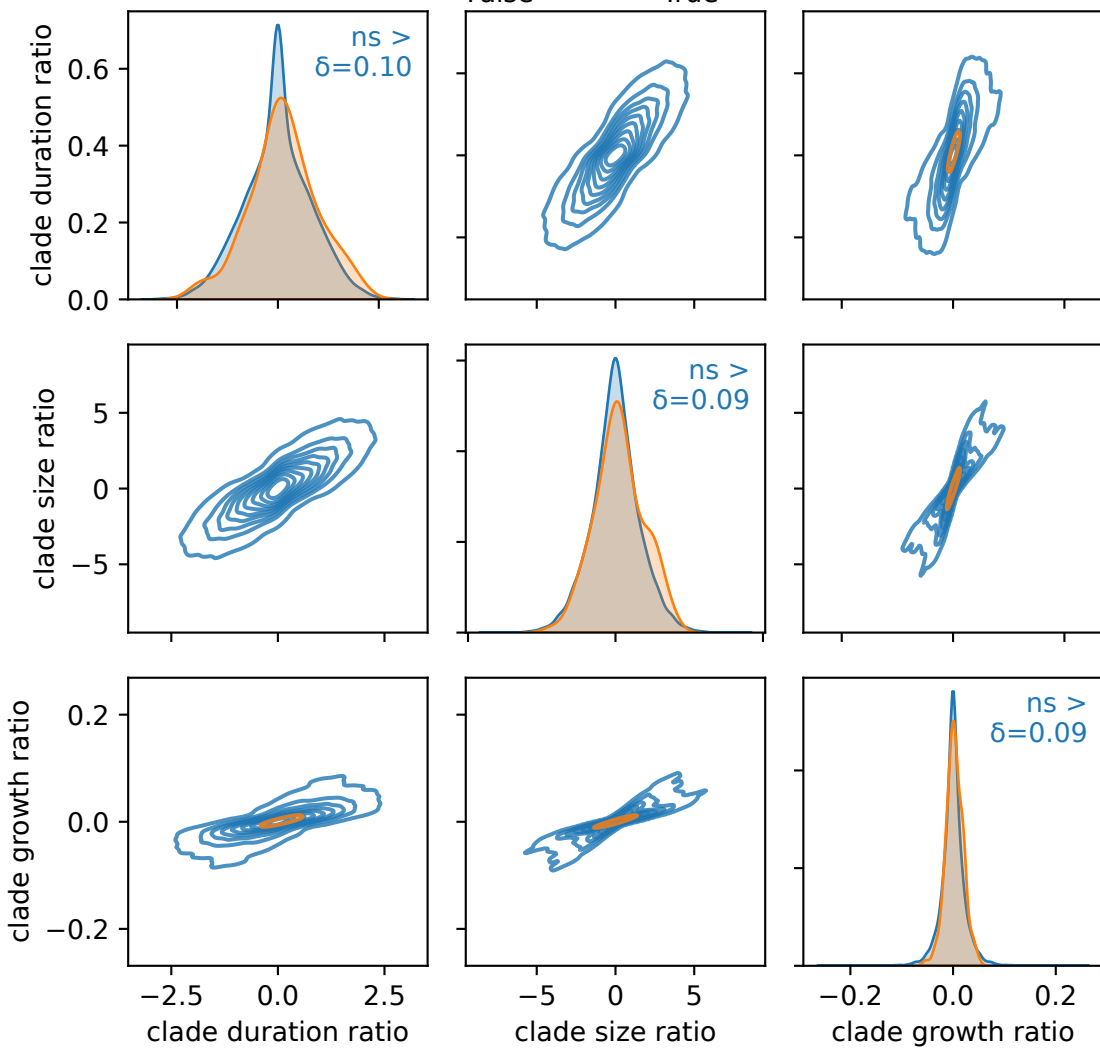 clade duration ratio
0.6
0.4
0.2
0.0
ns >
δ=0.10
clade size ratio
5
0
−5
ns >
δ=0.09
clade growth ratio
0.2
0.0
−0.2
ns >
δ=0.09
−2.5 0.0 2.5
−5 0 5
−0.2 0.0 0.2
clade duration ratio
clade size ratio
clade growth ratio